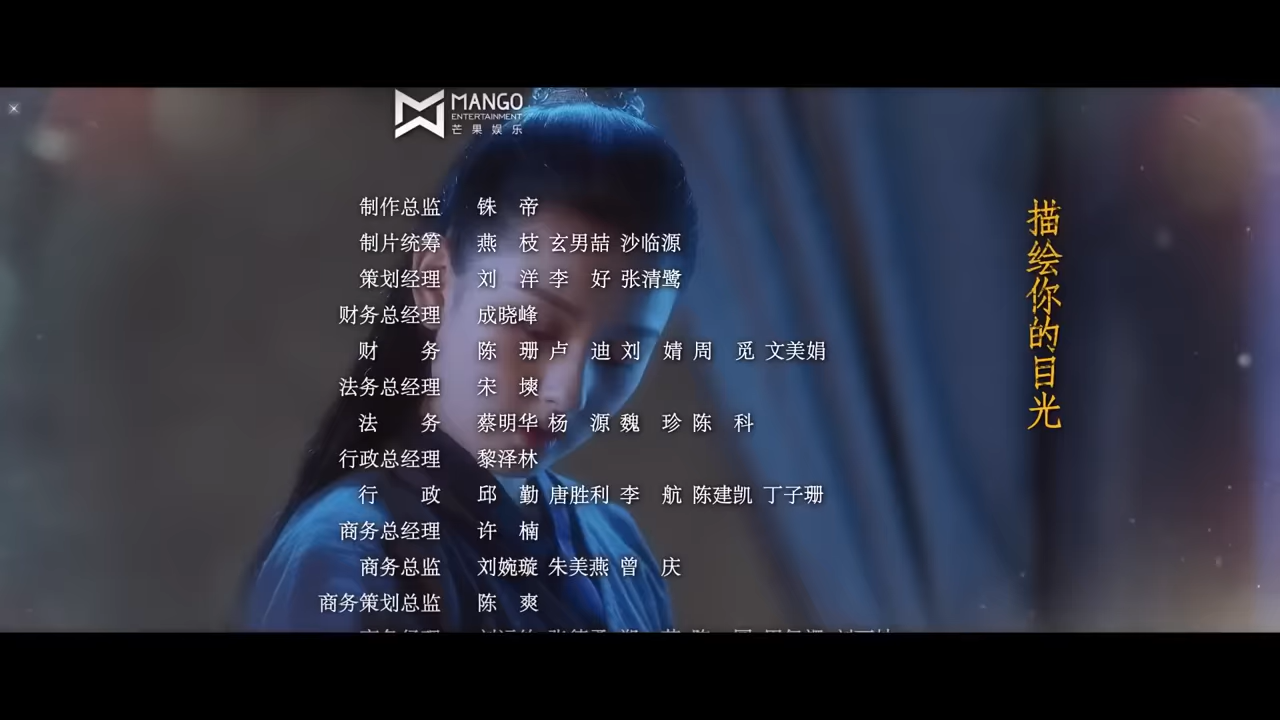 MANGO
ENTERTAINMENT
芒果娱乐
制作总监 铢 帝
制片统筹 燕 枝 玄男喆 沙临源
策划经理 刘 洋 李 好 张清鹭
财务总经理 成晓峰
财 务 陈 珊 卢 迪 刘 婧 周 觅 文美娟
法务总经理 宋 堧
法 务 蔡明华 杨 源 魏 珍 陈 科
行政总经理 黎泽林
行 政 邱 勤 唐胜利 李 航 陈建凯 丁子珊
商务总经理 许 楠
商务总监 刘婉璇 朱美燕 曾 庆
商务策划总监 陈 爽
描绘你的目光